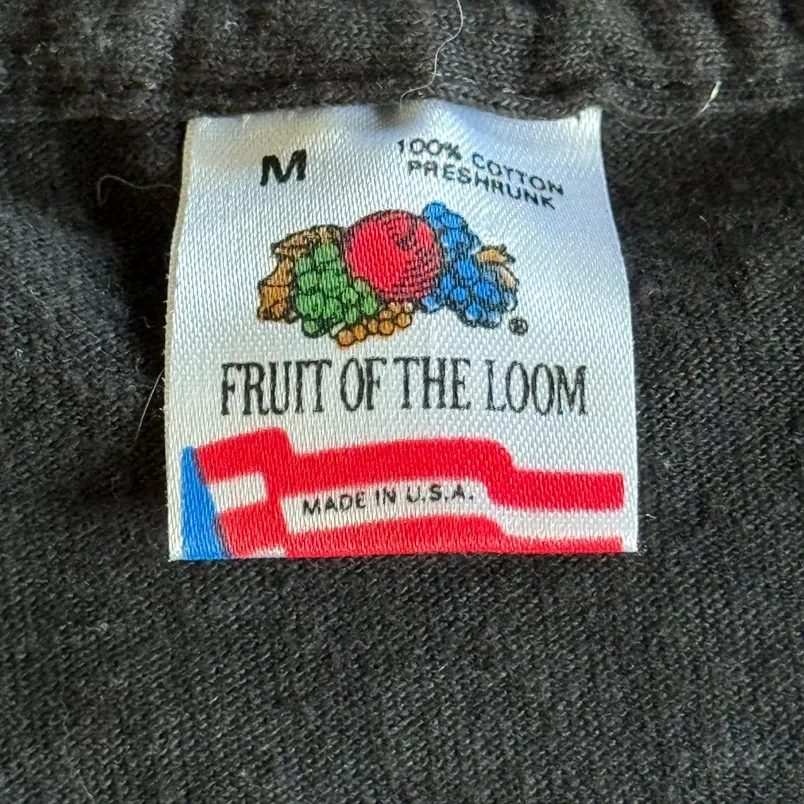 M
100% COTTON
PRESHRUNK
®
FRUIT OF THE LOOM
MADE IN U.S.A.